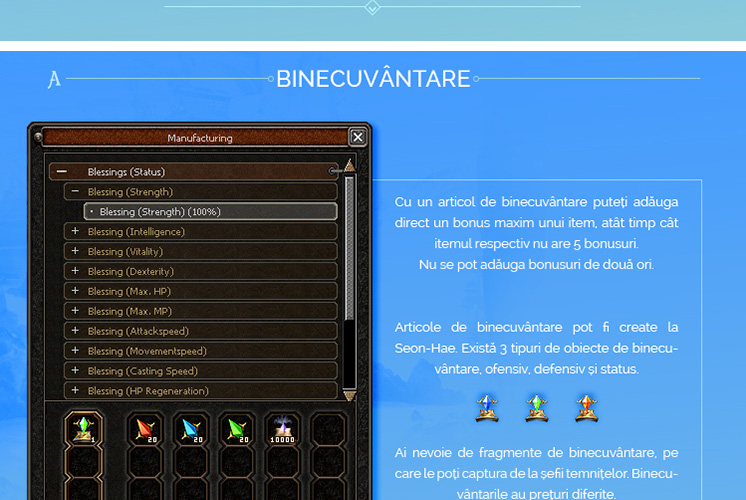 A
BINECUVÂNTARE
Manufacturing
Blessings (Status)
Blessing (Strength)
Blessing (Strength) (100%)
Blessing (Intelligence)
Blessing (Vitality)
Blessing (Dexterity)
Blessing (Max. HP)
Blessing (Max. MP)
Blessing (Attackspeed)
Blessing (Movementspeed)
Blessing (Casting Speed)
Blessing (HP Regeneration)
1
20
20
20
10000
Cu un articol de binecuvântare puteți adăuga
direct un bonus maxim unui item, atât timp cât
itemul respectiv nu are 5 bonusuri.
Nu se pot adăuga bonusuri de două ori.
Articole de binecuvântare pot fi create la
Seon-Hae. Există 3 tipuri de obiecte de binecu-
vântare, ofensiv, defensiv și status.
Ai nevoie de fragmente de binecuvântare, pe
care le poți captura de la șefii temnițelor. Binecu-
vântarile au prețuri diferite.